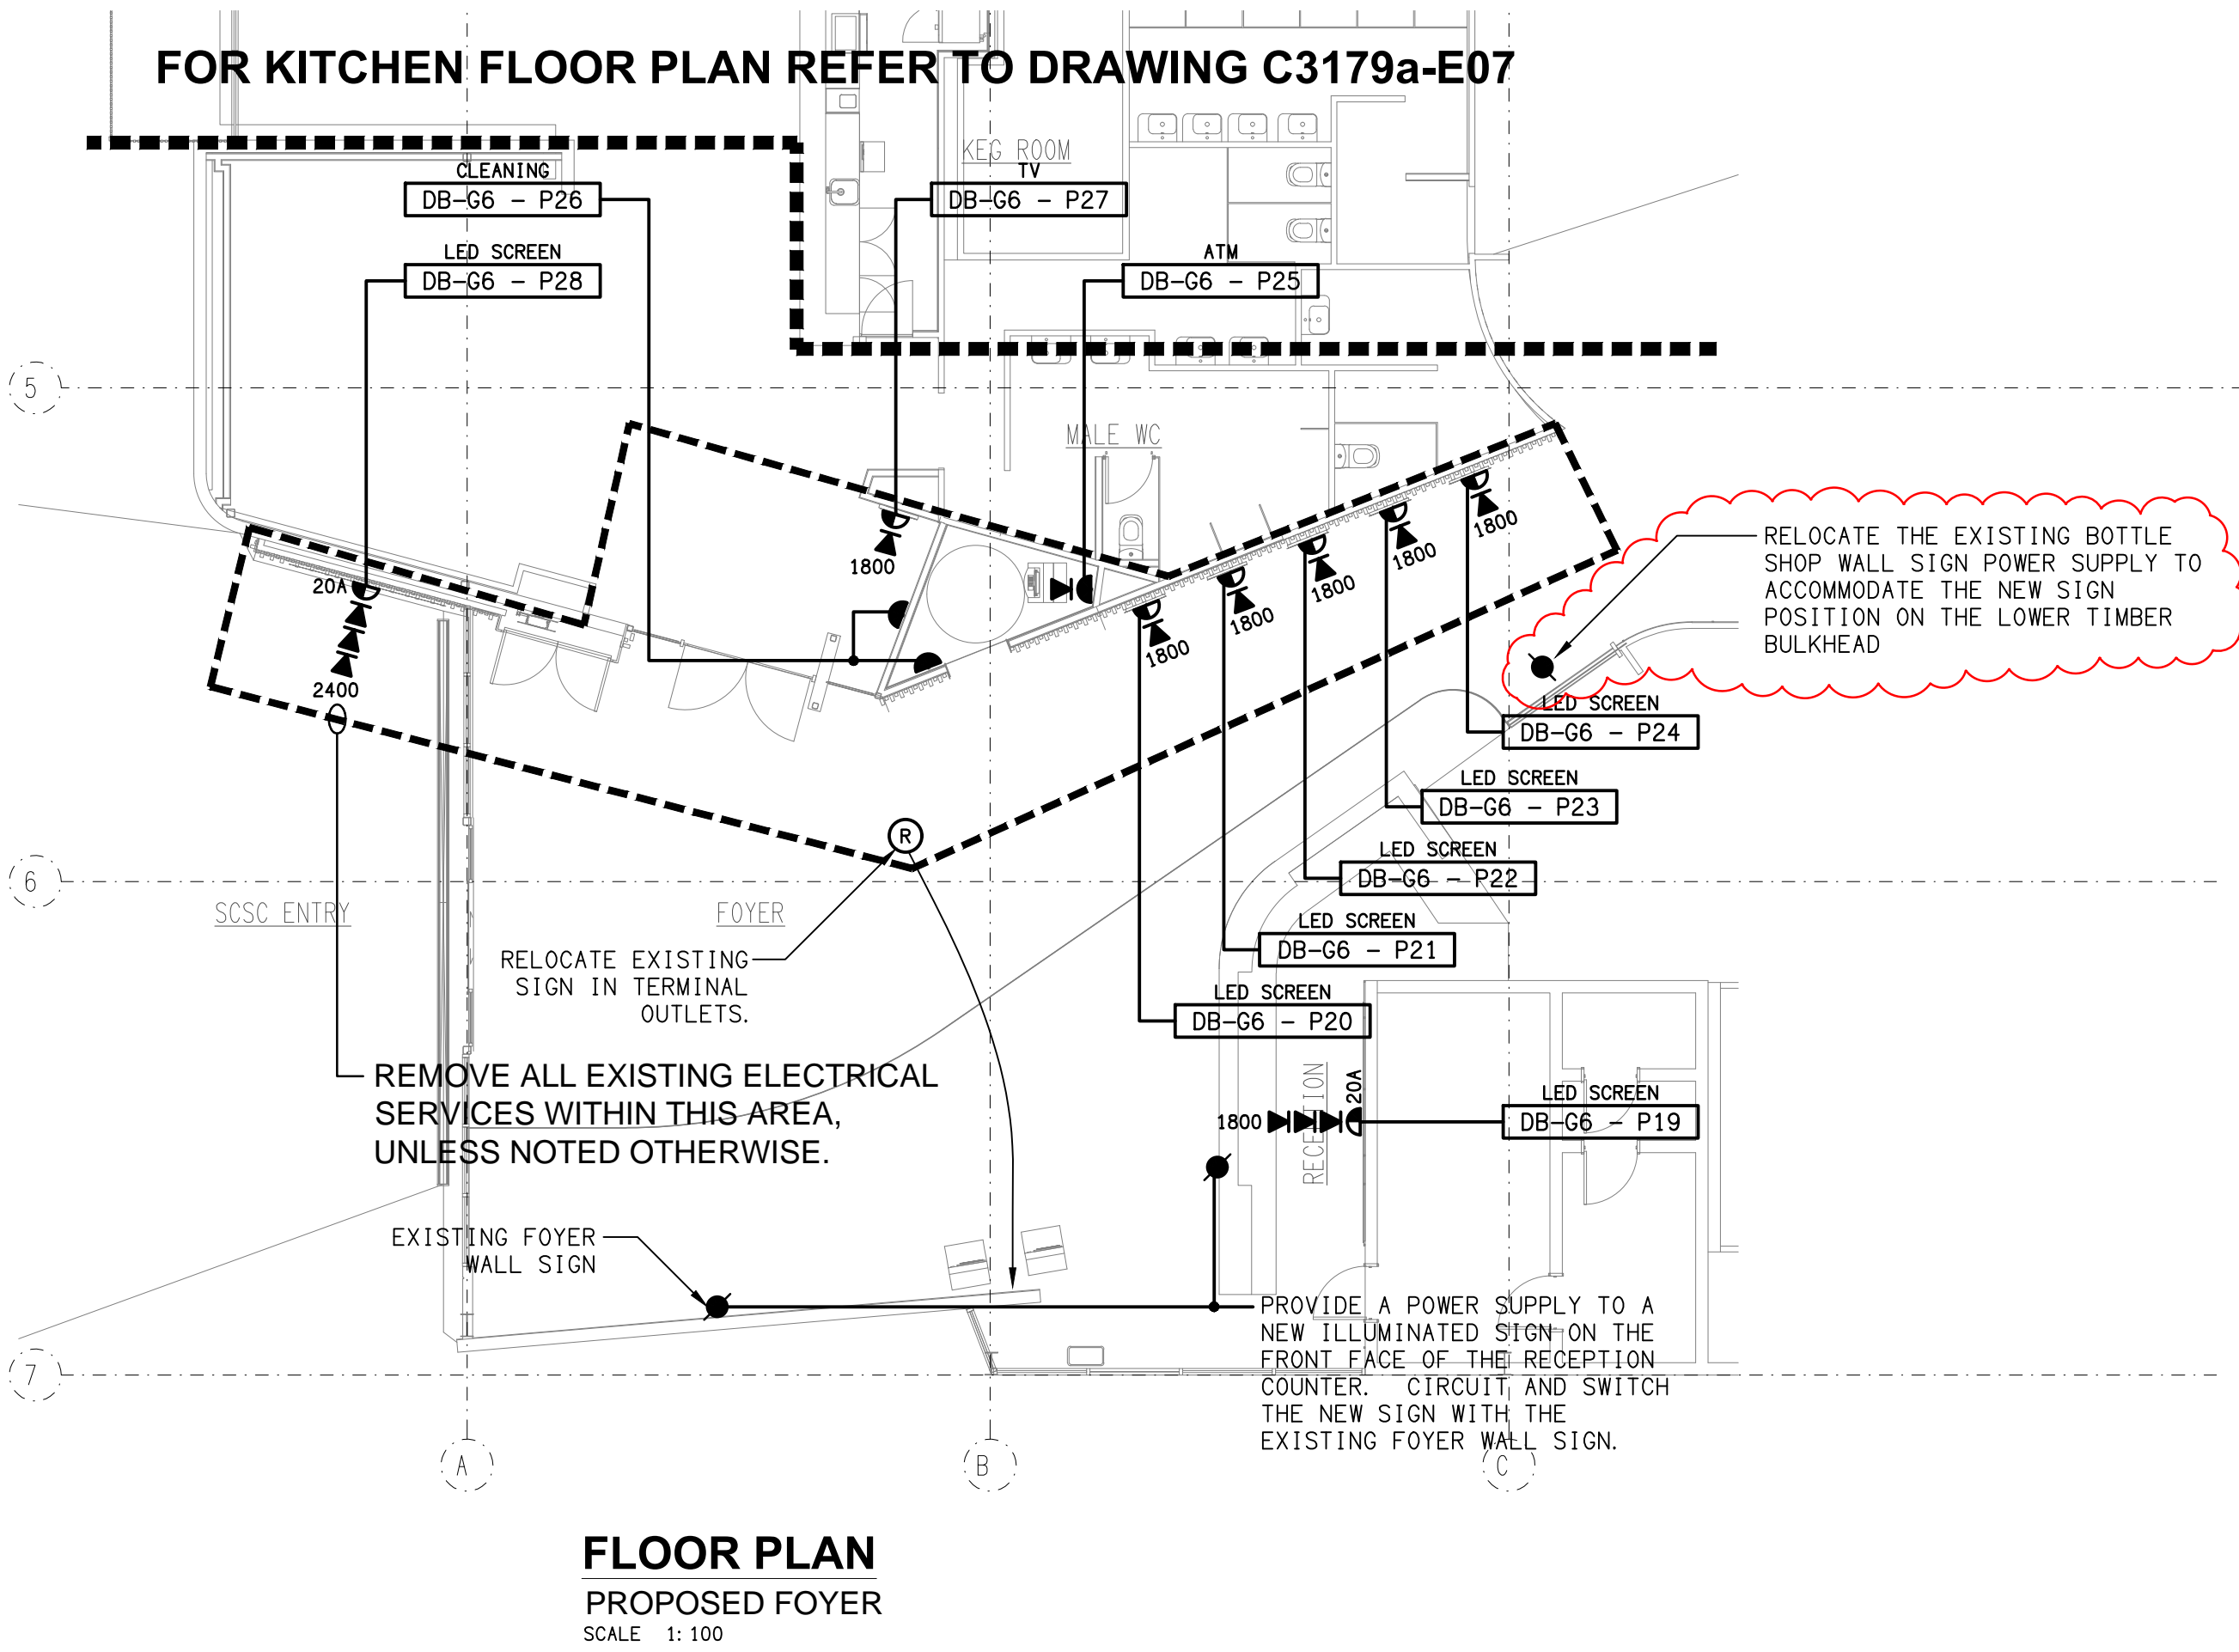 FOR KITCHEN FLOOR PLAN REFER TO DRAWING C3179a-E07
KEG ROOM
CLEANING
DB-G6 - P26
TV
DB-G6 - P27
LED SCREEN
DB-G6 - P28
ATM
DB-G6 - P25
5
MALE WC
1800
1800
1800
1800
1800
1800
20A
2400
RELOCATE THE EXISTING BOTTLE
SHOP WALL SIGN POWER SUPPLY TO
ACCOMMODATE THE NEW SIGN
POSITION ON THE LOWER TIMBER
BULKHEAD
LED SCREEN
DB-G6 - P24
LED SCREEN
DB-G6 - P23
R
LED SCREEN
DB-G6 - P22
6
SCSC ENTRY
FOYER
LED SCREEN
DB-G6 - P21
RELOCATE EXISTING
SIGN IN TERMINAL
OUTLETS.
LED SCREEN
DB-G6 - P20
REMOVE ALL EXISTING ELECTRICAL
SERVICES WITHIN THIS AREA,
UNLESS NOTED OTHERWISE.
RECEPTION
1800
20A
LED SCREEN
DB-G6 - P19
EXISTING FOYER
WALL SIGN
PROVIDE A POWER SUPPLY TO A
NEW ILLUMINATED SIGN ON THE
FRONT FACE OF THE RECEPTION
COUNTER. CIRCUIT AND SWITCH
THE NEW SIGN WITH THE
EXISTING FOYER WALL SIGN.
7
A
B
C
FLOOR PLAN
PROPOSED FOYER
SCALE 1:100